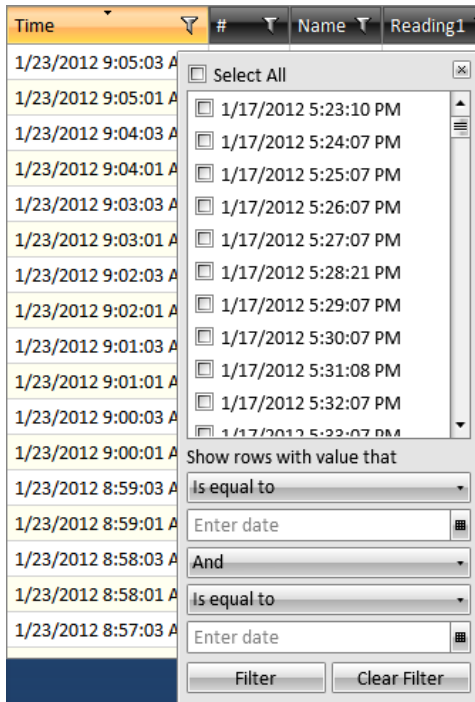 Time # Name Reading1
1/23/2012 9:05:03 A
1/23/2012 9:05:01 A
1/23/2012 9:04:03 A
1/23/2012 9:04:01 A
1/23/2012 9:03:03 A
1/23/2012 9:03:01 A
1/23/2012 9:02:03 A
1/23/2012 9:02:01 A
1/23/2012 9:01:03 A
1/23/2012 9:01:01 A
1/23/2012 9:00:03 A
1/23/2012 9:00:01 A
1/23/2012 8:59:03 A
1/23/2012 8:59:01 A
1/23/2012 8:58:03 A
1/23/2012 8:58:01 A
1/23/2012 8:57:03 A
Select All
1/17/2012 5:23:10 PM
1/17/2012 5:24:07 PM
1/17/2012 5:25:07 PM
1/17/2012 5:26:07 PM
1/17/2012 5:27:07 PM
1/17/2012 5:28:21 PM
1/17/2012 5:29:07 PM
1/17/2012 5:30:07 PM
1/17/2012 5:31:08 PM
1/17/2012 5:32:07 PM
1/17/2012 5:33:07 PM
Show rows with value that
Is equal to
Enter date
And
Is equal to
Enter date
Filter Clear Filter